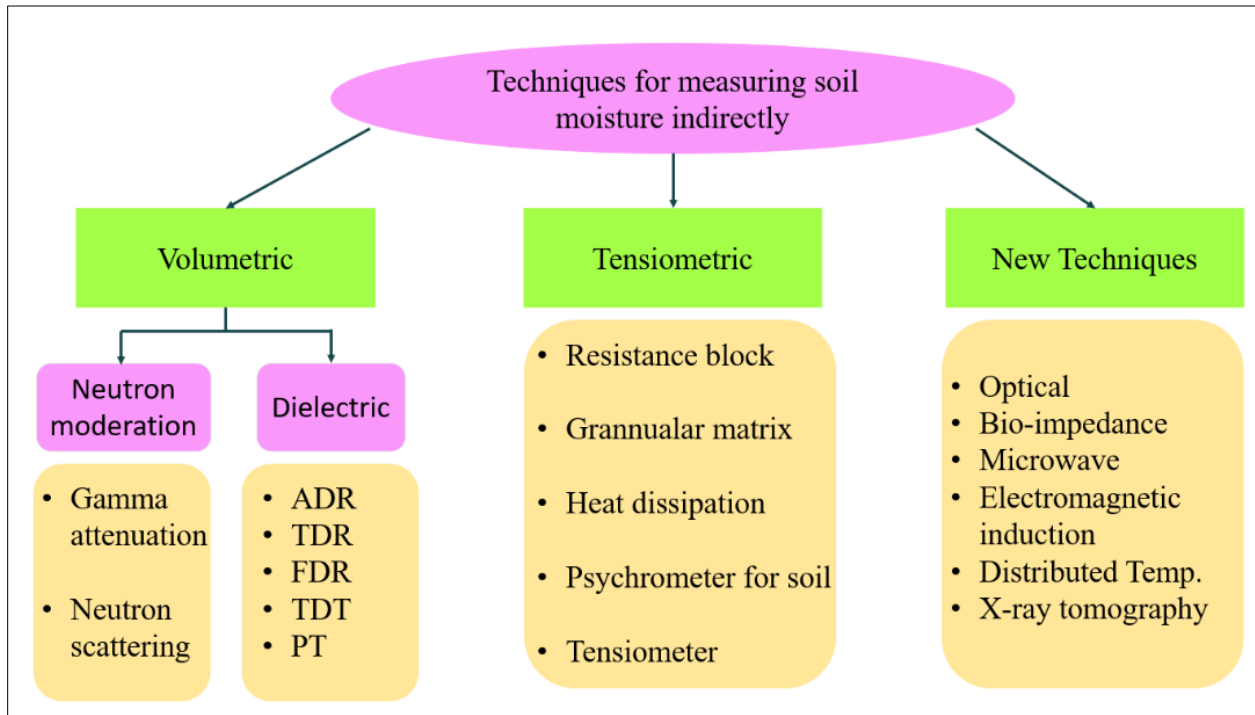 Techniques for measuring soil
moisture indirectly
Volumetric
Tensiometric
New Techniques
Neutron
moderation
Dielectric
• Gamma
attenuation
• Neutron
scattering
• ADR
• TDR
• FDR
• TDT
• PT
• Resistance block
• Grannualar matrix
• Heat dissipation
• Psychrometer for soil
• Tensiometer
• Optical
• Bio-impedance
• Microwave
• Electromagnetic
induction
• Distributed Temp.
• X-ray tomography